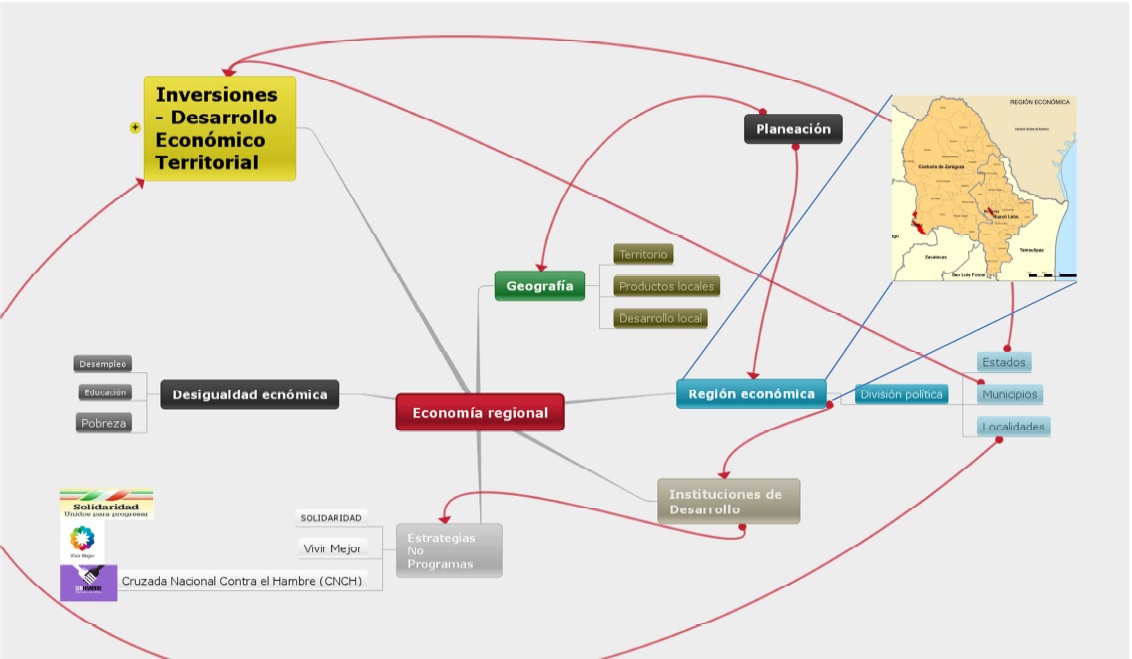 Inversiones
- Desarrollo
Económico
Territorial
Planeación
REGIÓN ECONÓMICA
Coahuila de Zaragoza
Nuevo León
Tamaulipas
Zacatecas
San Luis Potosí
Geografía
Territorio
Productos locales
Desarrollo local
Desempleo
Educación
Pobreza
Desigualdad ecnómica
Economía regional
Región económica
División política
Estados
Municipios
Localidades
Instituciones de
Desarrollo
Estrategias
No
Programas
SOLIDARIDAD
Vivir Mejor
Cruzada Nacional Contra el Hambre (CNCH)
Solidaridad
Unidos para progresar
Vivir Mejor
SINHAMBRE